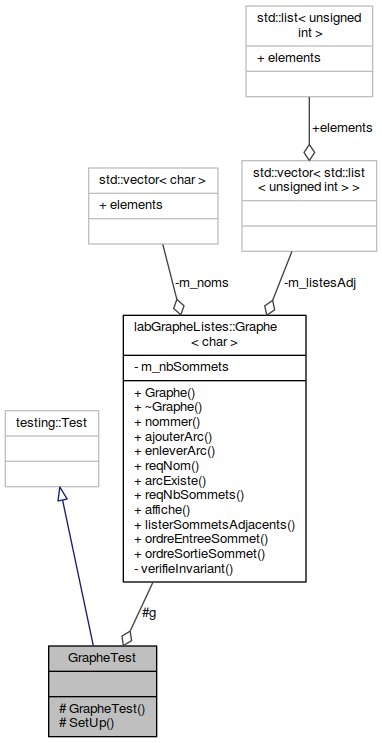 std::list< unsigned
int >
+ elements
+elements
std::vector< char >
+ elements
std::vector< std::list
< unsigned int > >
-m_noms
-m_listesAdj
labGrapheListes::Graphe
< char >
- m_nbSommets
+ Graphe()
+ ~Graphe()
+ nommer()
+ ajouterArc()
+ enleverArc()
+ reqNom()
+ arcExiste()
+ reqNbSommets()
+ affiche()
+ listerSommetsAdjacents()
+ ordreEntreeSommet()
+ ordreSortieSommet()
- verifieInvariant()
testing::Test
#g
GrapheTest
# GrapheTest()
# SetUp()